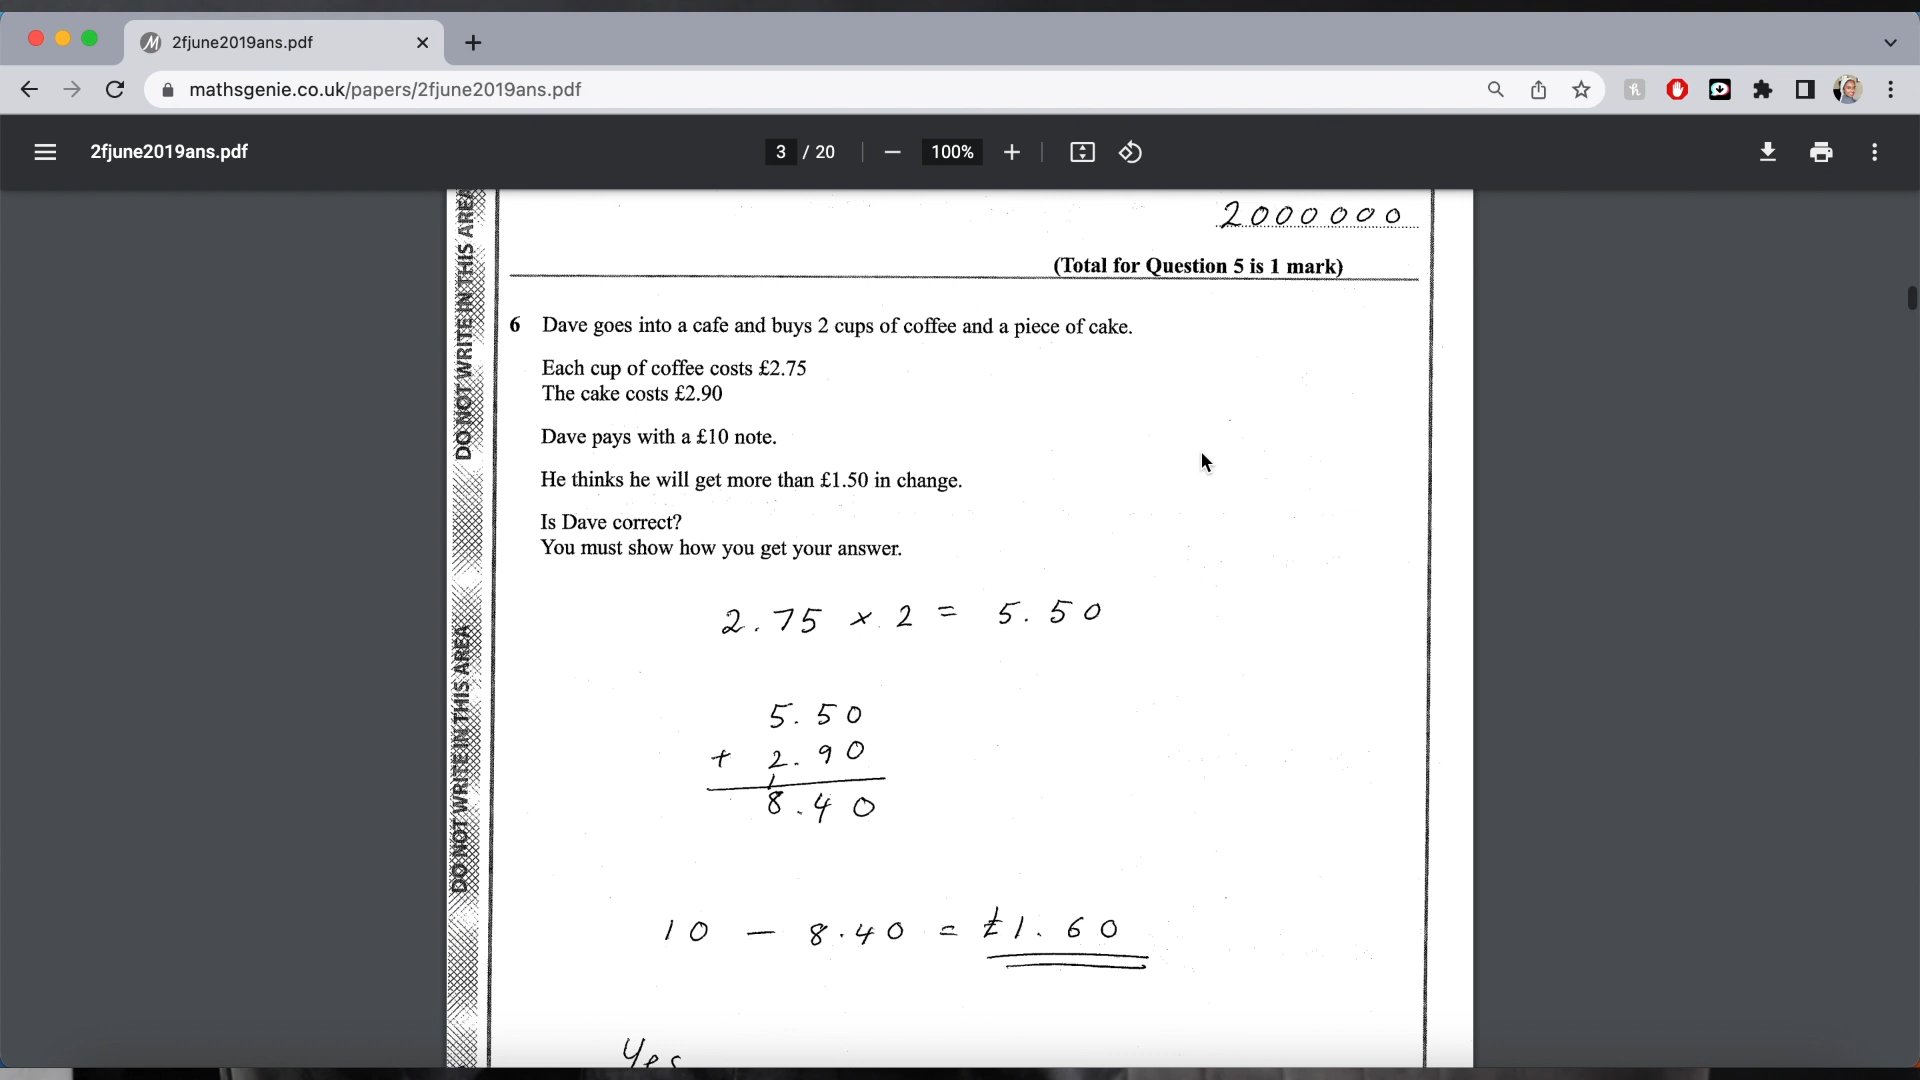 2fjune2019ans.pdf
mathsgenie.co.uk/papers/2fjune2019ans.pdf
2fjune2019ans.pdf
3 / 20
100%
DO NOT WRITE IN THIS AREA
DO NOT WRITE IN THIS AREA
2000000
(Total for Question 5 is 1 mark)
6 Dave goes into a cafe and buys 2 cups of coffee and a piece of cake.
Each cup of coffee costs £2.75
The cake costs £2.90
Dave pays with a £10 note.
He thinks he will get more than £1.50 in change.
Is Dave correct?
You must show how you get your answer.
2.75 × 2 = 5.50
5.50
+ 2.90
1
8.40
10 – 8.40 = £1.60
Yes